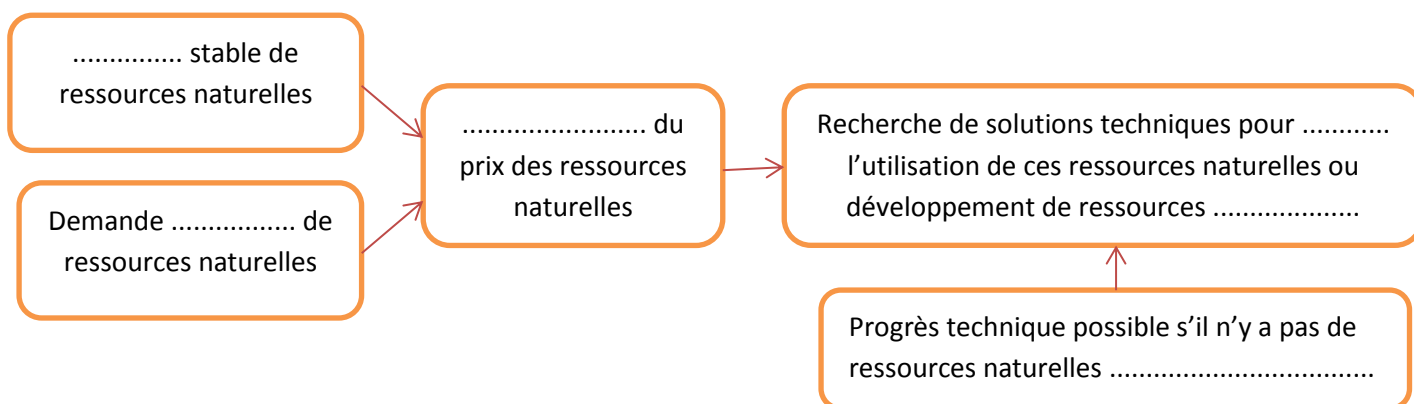 ............... stable de
ressources naturelles
Demande ................. de
ressources naturelles
......................... du
prix des ressources
naturelles
Recherche de solutions techniques pour ............
l’utilisation de ces ressources naturelles ou
développement de ressources ....................
Progrès technique possible s’il n’y a pas de
ressources naturelles ....................................